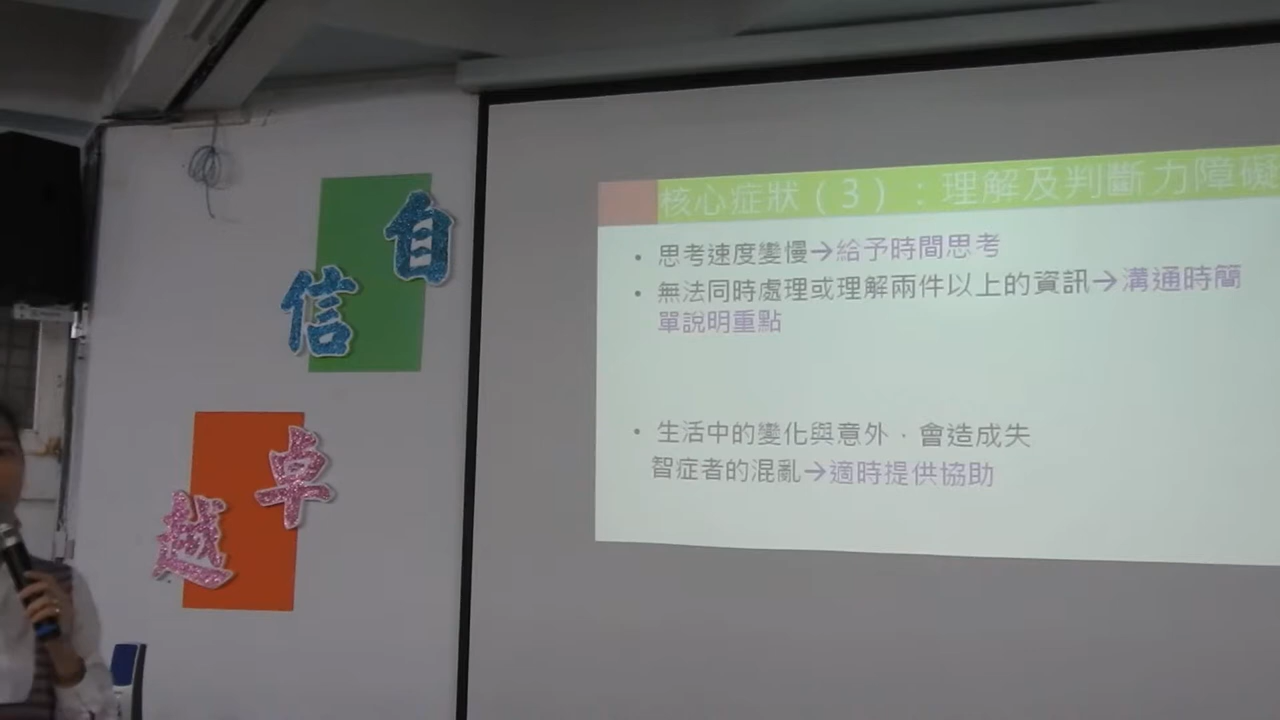 自信
卓越
核心症狀（3）：理解及判斷力障礙
• 思考速度變慢→給予時間思考
• 無法同時處理或理解兩件以上的資訊→溝通時簡
單說明重點
• 生活中的變化與意外，會造成失
智症者的混亂→適時提供協助